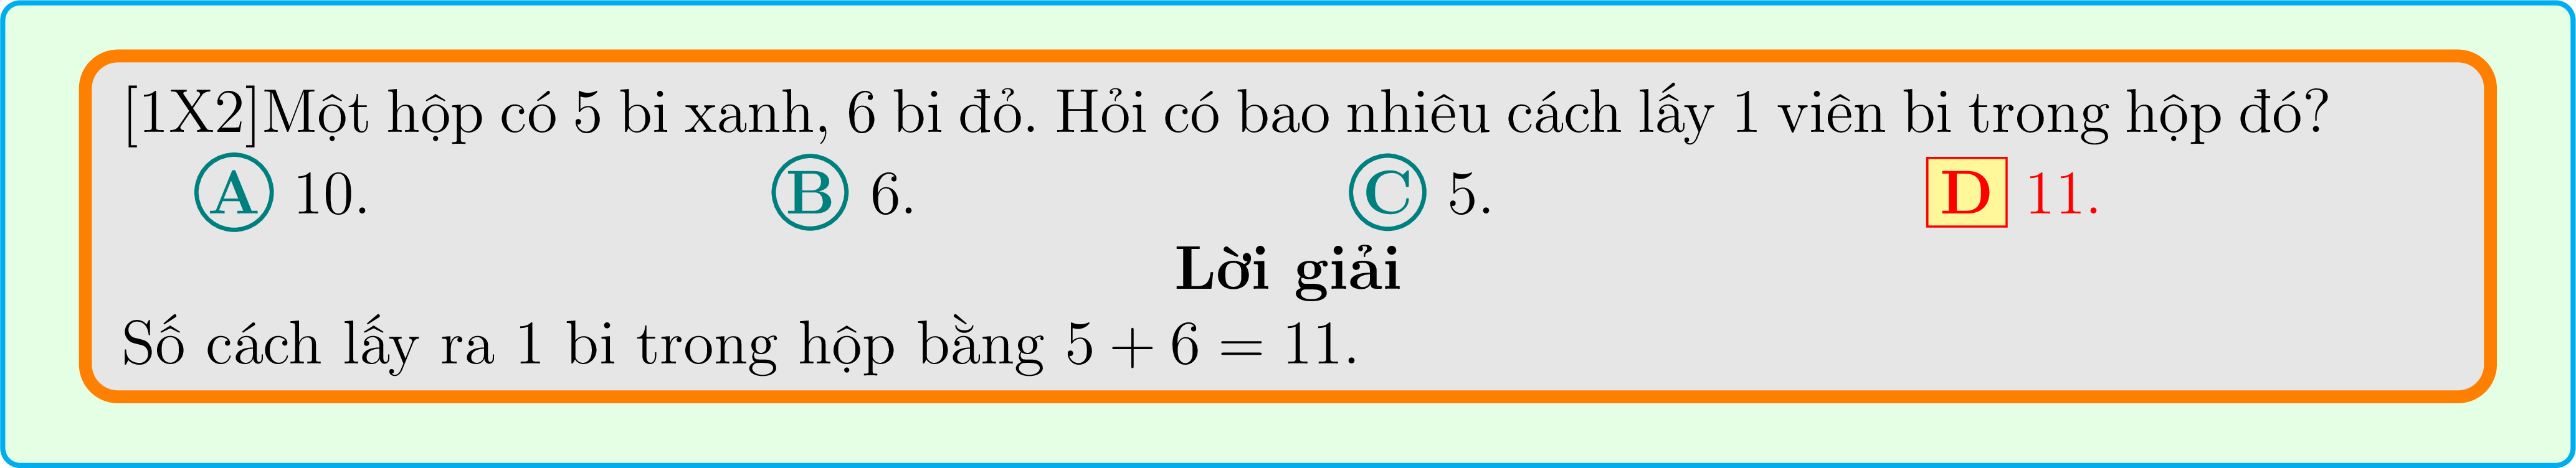 [1X2]Một hộp có 5 bi xanh, 6 bi đỏ. Hỏi có bao nhiêu cách lấy 1 viên bi trong hộp đó?
A 10. B 6. C 5. D 11.
Lời giải
Số cách lấy ra 1 bi trong hộp bằng 5 + 6 = 11.